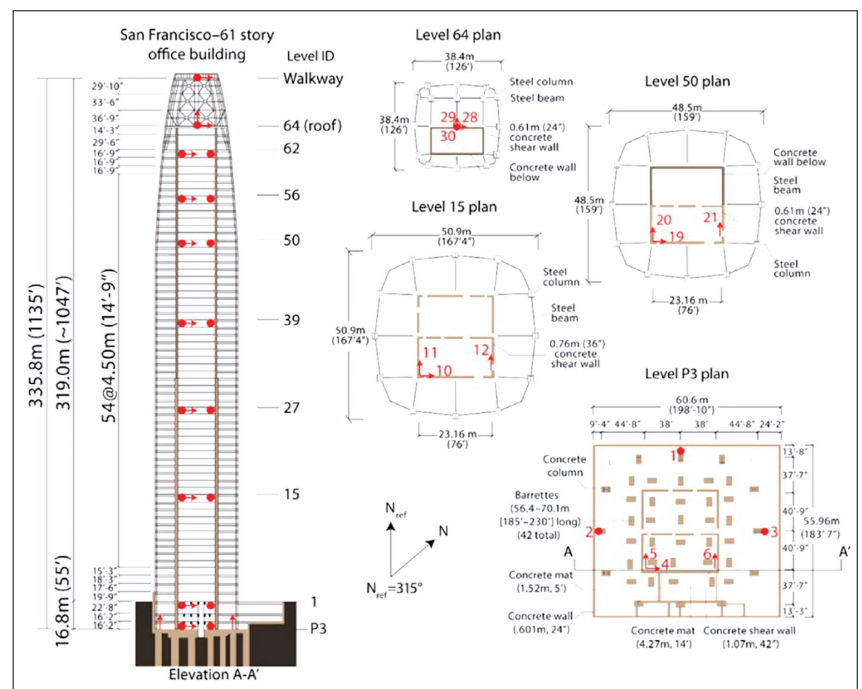 San Francisco–61 story
office building
Level ID
Walkway
64 (roof)
62
56
50
39
27
15
1
P3
29'-10"
33'-6"
36'-9"
14'-3"
29'-6"
16'-9"
16'-9"
16'-9"
335.8m (1135')
319.0m (~1047')
54@4.50m (14'-9")
16.8m (55')
15'-3"
18'-3"
17'-6"
19'-9"
22'-8"
16'-2"
16'-2"
Elevation A-A'
Level 64 plan
38.4m
(126')
38.4m
(126')
Steel column
Steel beam
29
28
30
0.61m (24")
concrete
shear wall
Concrete wall
below
Level 50 plan
48.5m
(159')
48.5m
(159')
Concrete
wall below
Steel
beam
0.61m (24")
concrete
shear wall
Steel
column
20
21
19
23.16 m
(76')
Level 15 plan
50.9m
(167'4")
50.9m
(167'4")
Steel
column
Steel
beam
0.76m (36")
concrete
shear wall
11
12
10
23.16 m
(76')
N ref
N
N ref =315°
Level P3 plan
60.6 m
(198'-10")
9'-4"
44'-8"
38'
38'
44'-8"
24'-2"
1
2
3
5
6
4
A
A'
13'-8"
37'-7"
40'-9"
40'-9"
37'-7"
13'-3"
55.96m
(183'7")
Concrete
column
Barrettes
(56.4–70.1m
[185'–230'] long)
(42 total)
Concrete mat
(1.52m, 5')
Concrete wall
(.601m, 24")
Concrete mat
(4.27m, 14')
Concrete shear wall
(1.07m, 42")